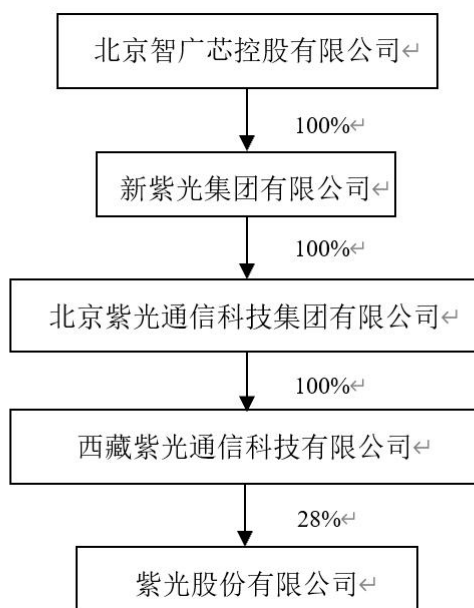 北京智广芯控股有限公司↵
100%↵
新紫光集团有限公司↵
100%↵
北京紫光通信科技集团有限公司↵
100%↵
西藏紫光通信科技有限公司↵
28%↵
紫光股份有限公司↵